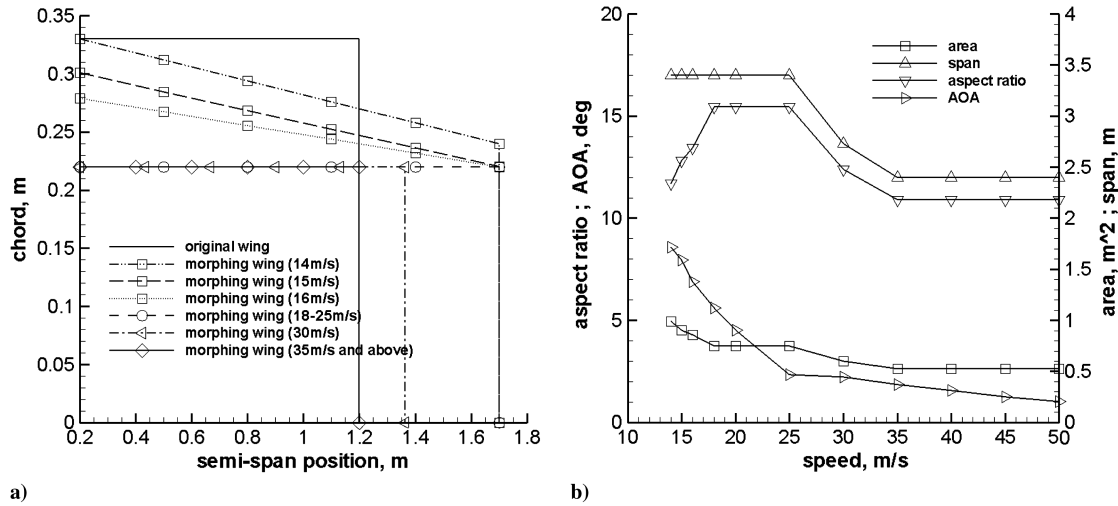 0.35
0.3
0.25
0.2
0.15
0.1
0.05
0
chord, m
0.2 0.4 0.6 0.8 1 1.2 1.4 1.6 1.8
semi-span position, m
original wing
morphing wing (14m/s)
morphing wing (15m/s)
morphing wing (16m/s)
morphing wing (18-25m/s)
morphing wing (30m/s)
morphing wing (35m/s and above)
a)
20
15
10
5
0
aspect ratio ; AOA, deg
10 15 20 25 30 35 40 45 50
speed, m/s
area
span
aspect ratio
AOA
4
3.5
3
2.5
2
1.5
1
0.5
0
area, m^2 ; span, m
b)